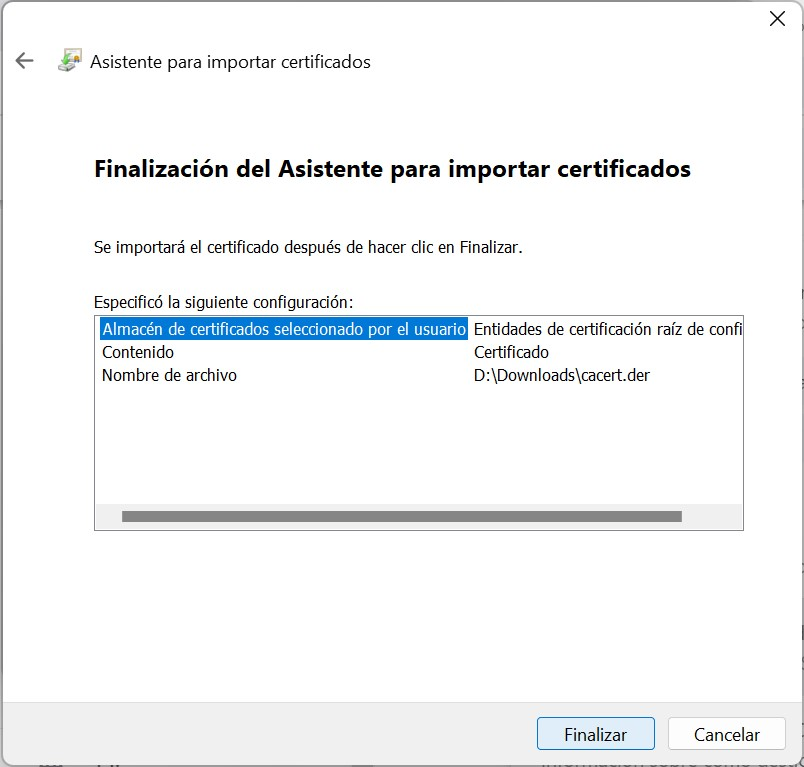 Asistente para importar certificados
Finalización del Asistente para importar certificados
Se importará el certificado después de hacer clic en Finalizar.
Especificó la siguiente configuración:
Almacén de certificados seleccionado por el usuario Entidades de certificación raíz de confi
Contenido Certificado
Nombre de archivo D:\Downloads\cacert.der
Finalizar Cancelar